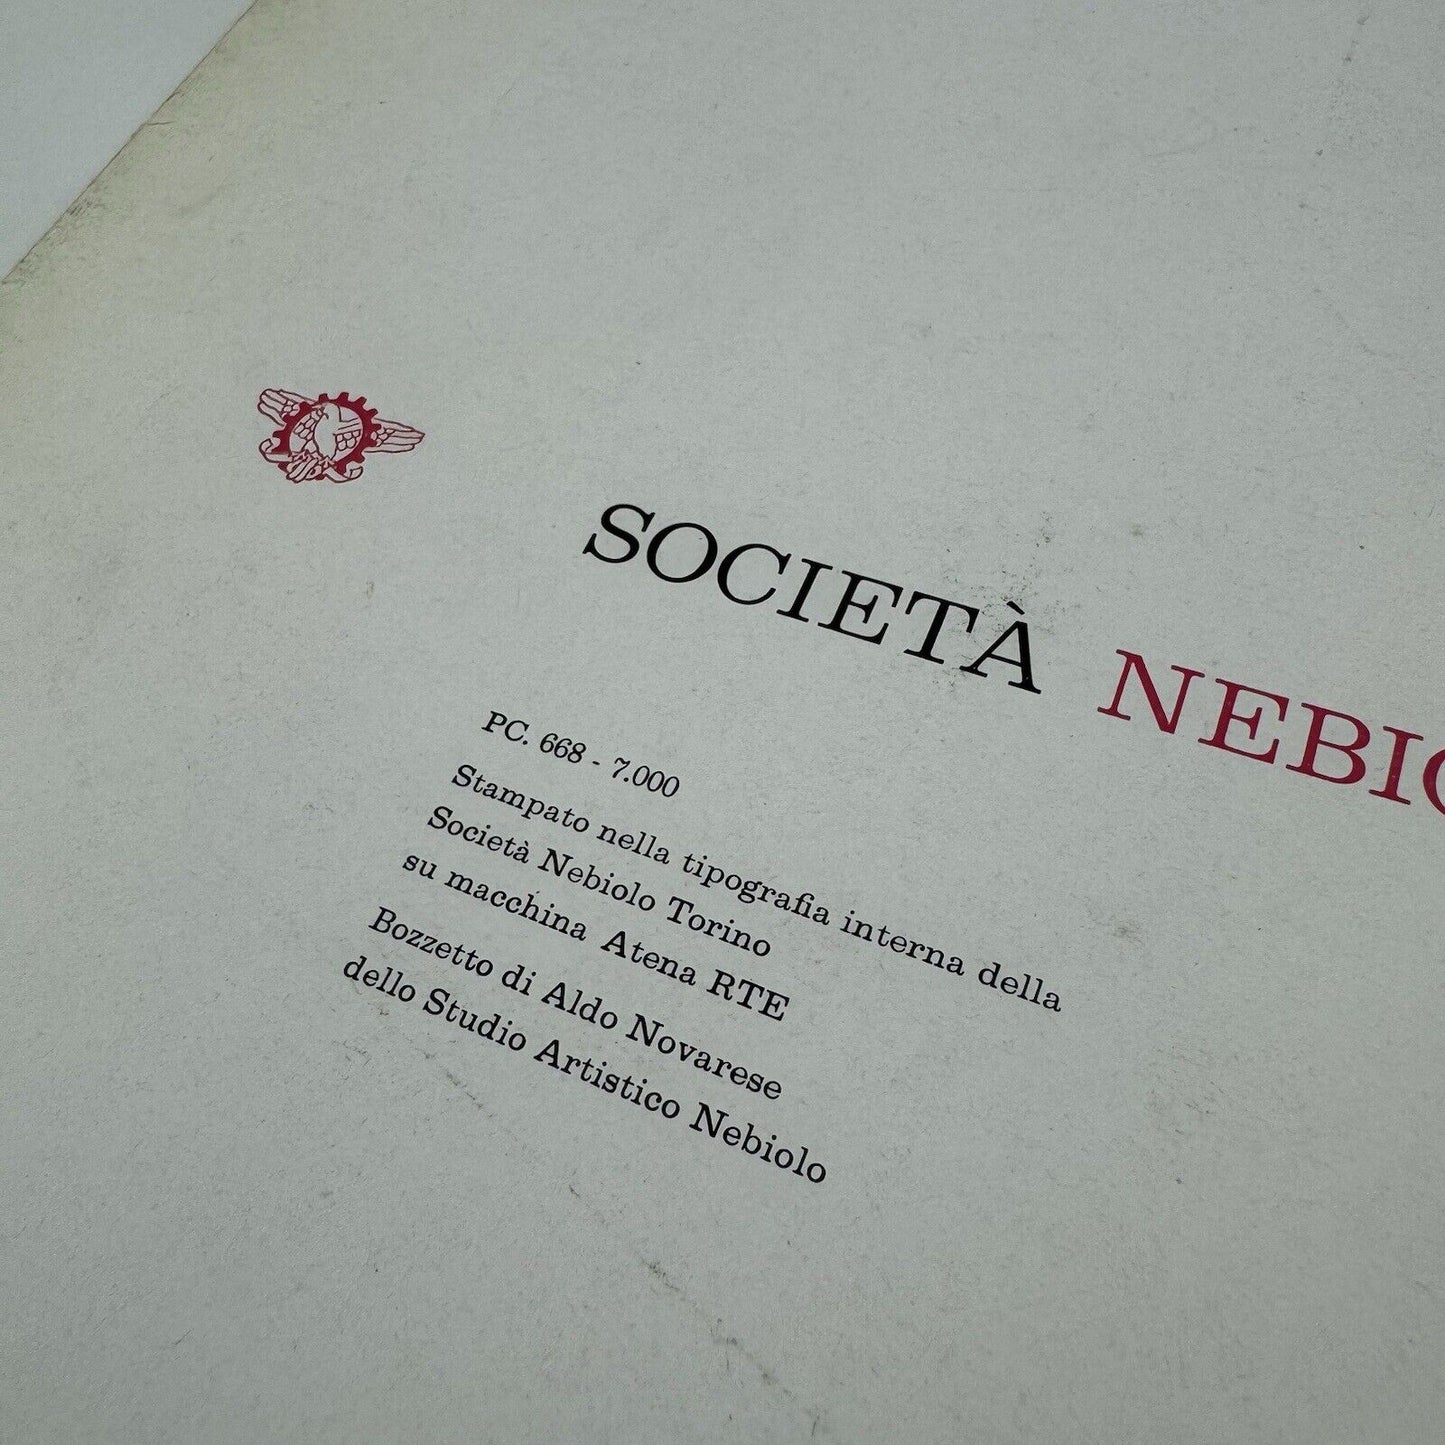 SOCIETÀ NEBIO
PC. 668 - 7.000
Stampato nella tipografia interna della
Società Nebiolo Torino
su macchina Atena RTE
Bozzetto di Aldo Novarese
dello Studio Artistico Nebiolo